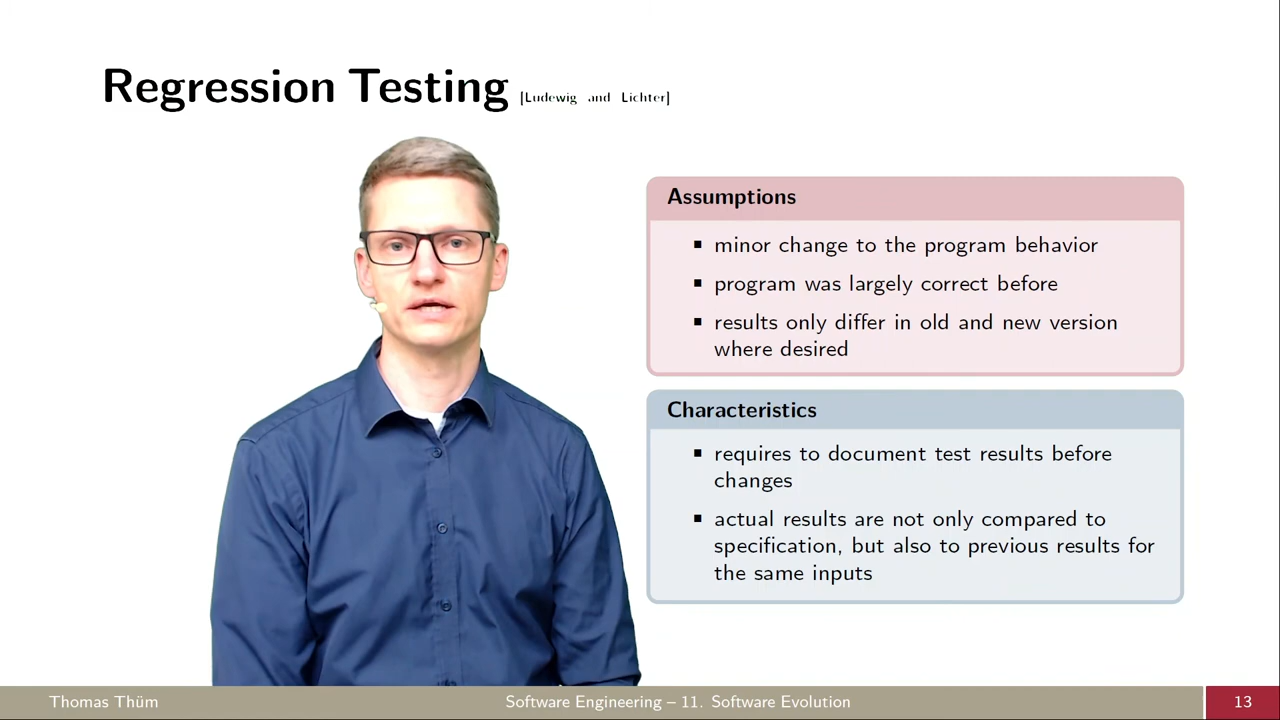 Regression Testing [Ludewig and Lichter]
Assumptions
▪ minor change to the program behavior
▪ program was largely correct before
▪ results only differ in old and new version
where desired
Characteristics
▪ requires to document test results before
changes
▪ actual results are not only compared to
specification, but also to previous results for
the same inputs
Thomas Thüm Software Engineering – 11. Software Evolution 13